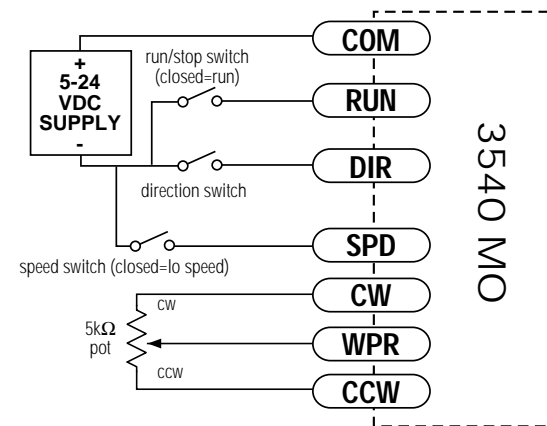 COM
+
5-24
VDC
SUPPLY
-
run/stop switch
(closed=run)
RUN
DIR
direction switch
SPD
speed switch (closed=lo speed)
CW
CW
5kΩ
pot
WPR
CCW
CCW
3540 MO